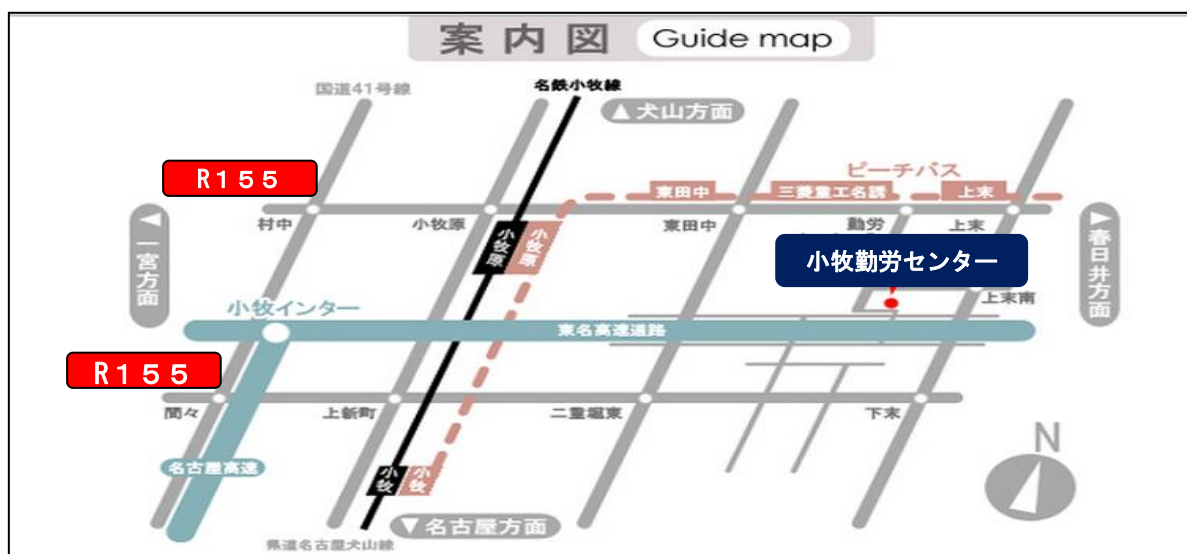 案内図 Guide map
国道41号線
名鉄小牧線
▲犬山方面
ピーチバス
R155
東田中
三菱重工名誘
上末
村中
小牧原
東田中
勤労
上末
◀一宮方面
小牧原
小牧原
小牧勤労センター
▶春日井方面
上末南
小牧インター
東名高速道路
R155
間々
上新町
二重堀東
下末
名古屋高速
小牧
小牧
N
▼名古屋方面
県道名古屋犬山線